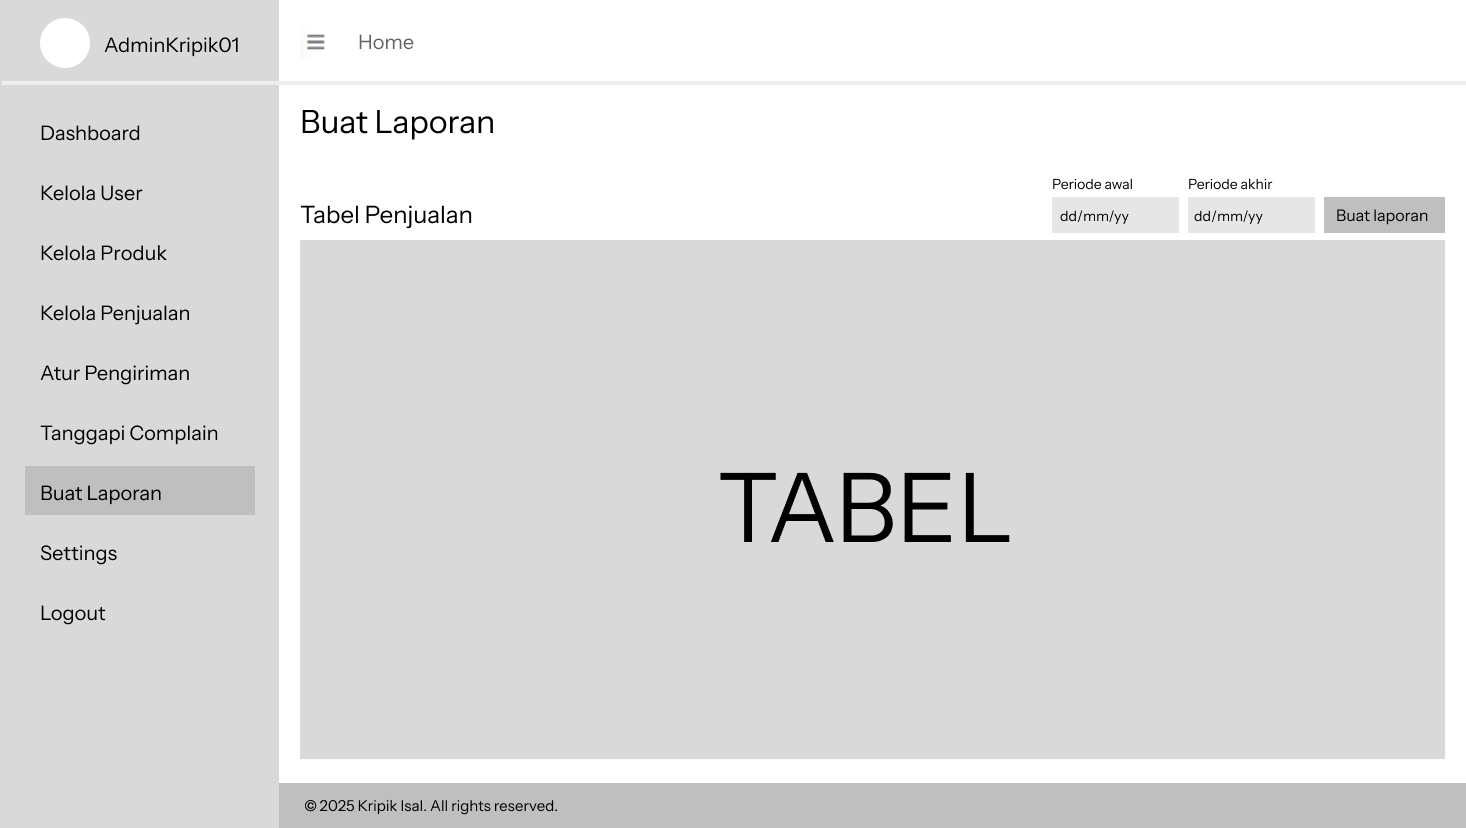 AdminKripik01
Home
Dashboard
Kelola User
Kelola Produk
Kelola Penjualan
Atur Pengiriman
Tanggapi Complain
Buat Laporan
Settings
Logout
Buat Laporan
Periode awal
Periode akhir
Tabel Penjualan
dd/mm/yy
dd/mm/yy
Buat laporan
TABEL
© 2025 Kripik Isal. All rights reserved.